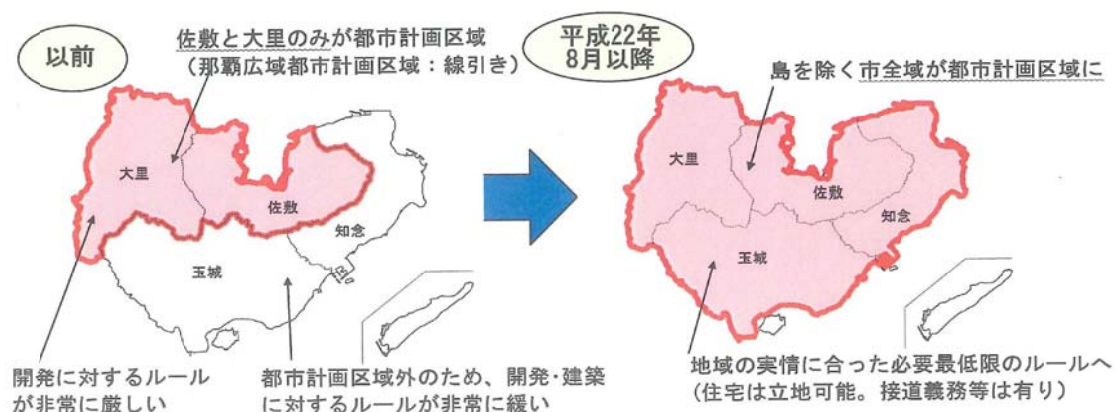 以前
佐敷と大里のみが都市計画区域
（那覇広域都市計画区域：線引き）
大里
佐敷
知念
玉城
開発に対するルール
が非常に厳しい
都市計画区域外のため、開発・建築
に対するルールが非常に緩い
平成22年
8月以降
島を除く市全域が都市計画区域に
大里
佐敷
知念
玉城
地域の実情に合った必要最低限のルールへ
(住宅は立地可能。接道義務等は有り)